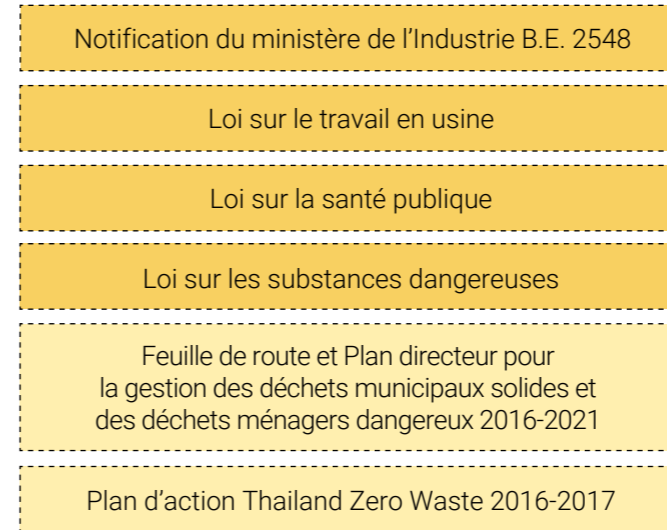 Notification du ministère de l’Industrie B.E. 2548
Loi sur le travail en usine
Loi sur la santé publique
Loi sur les substances dangereuses
Feuille de route et Plan directeur pour
la gestion des déchets municipaux solides et
des déchets ménagers dangereux 2016-2021
Plan d’action Thailand Zero Waste 2016-2017